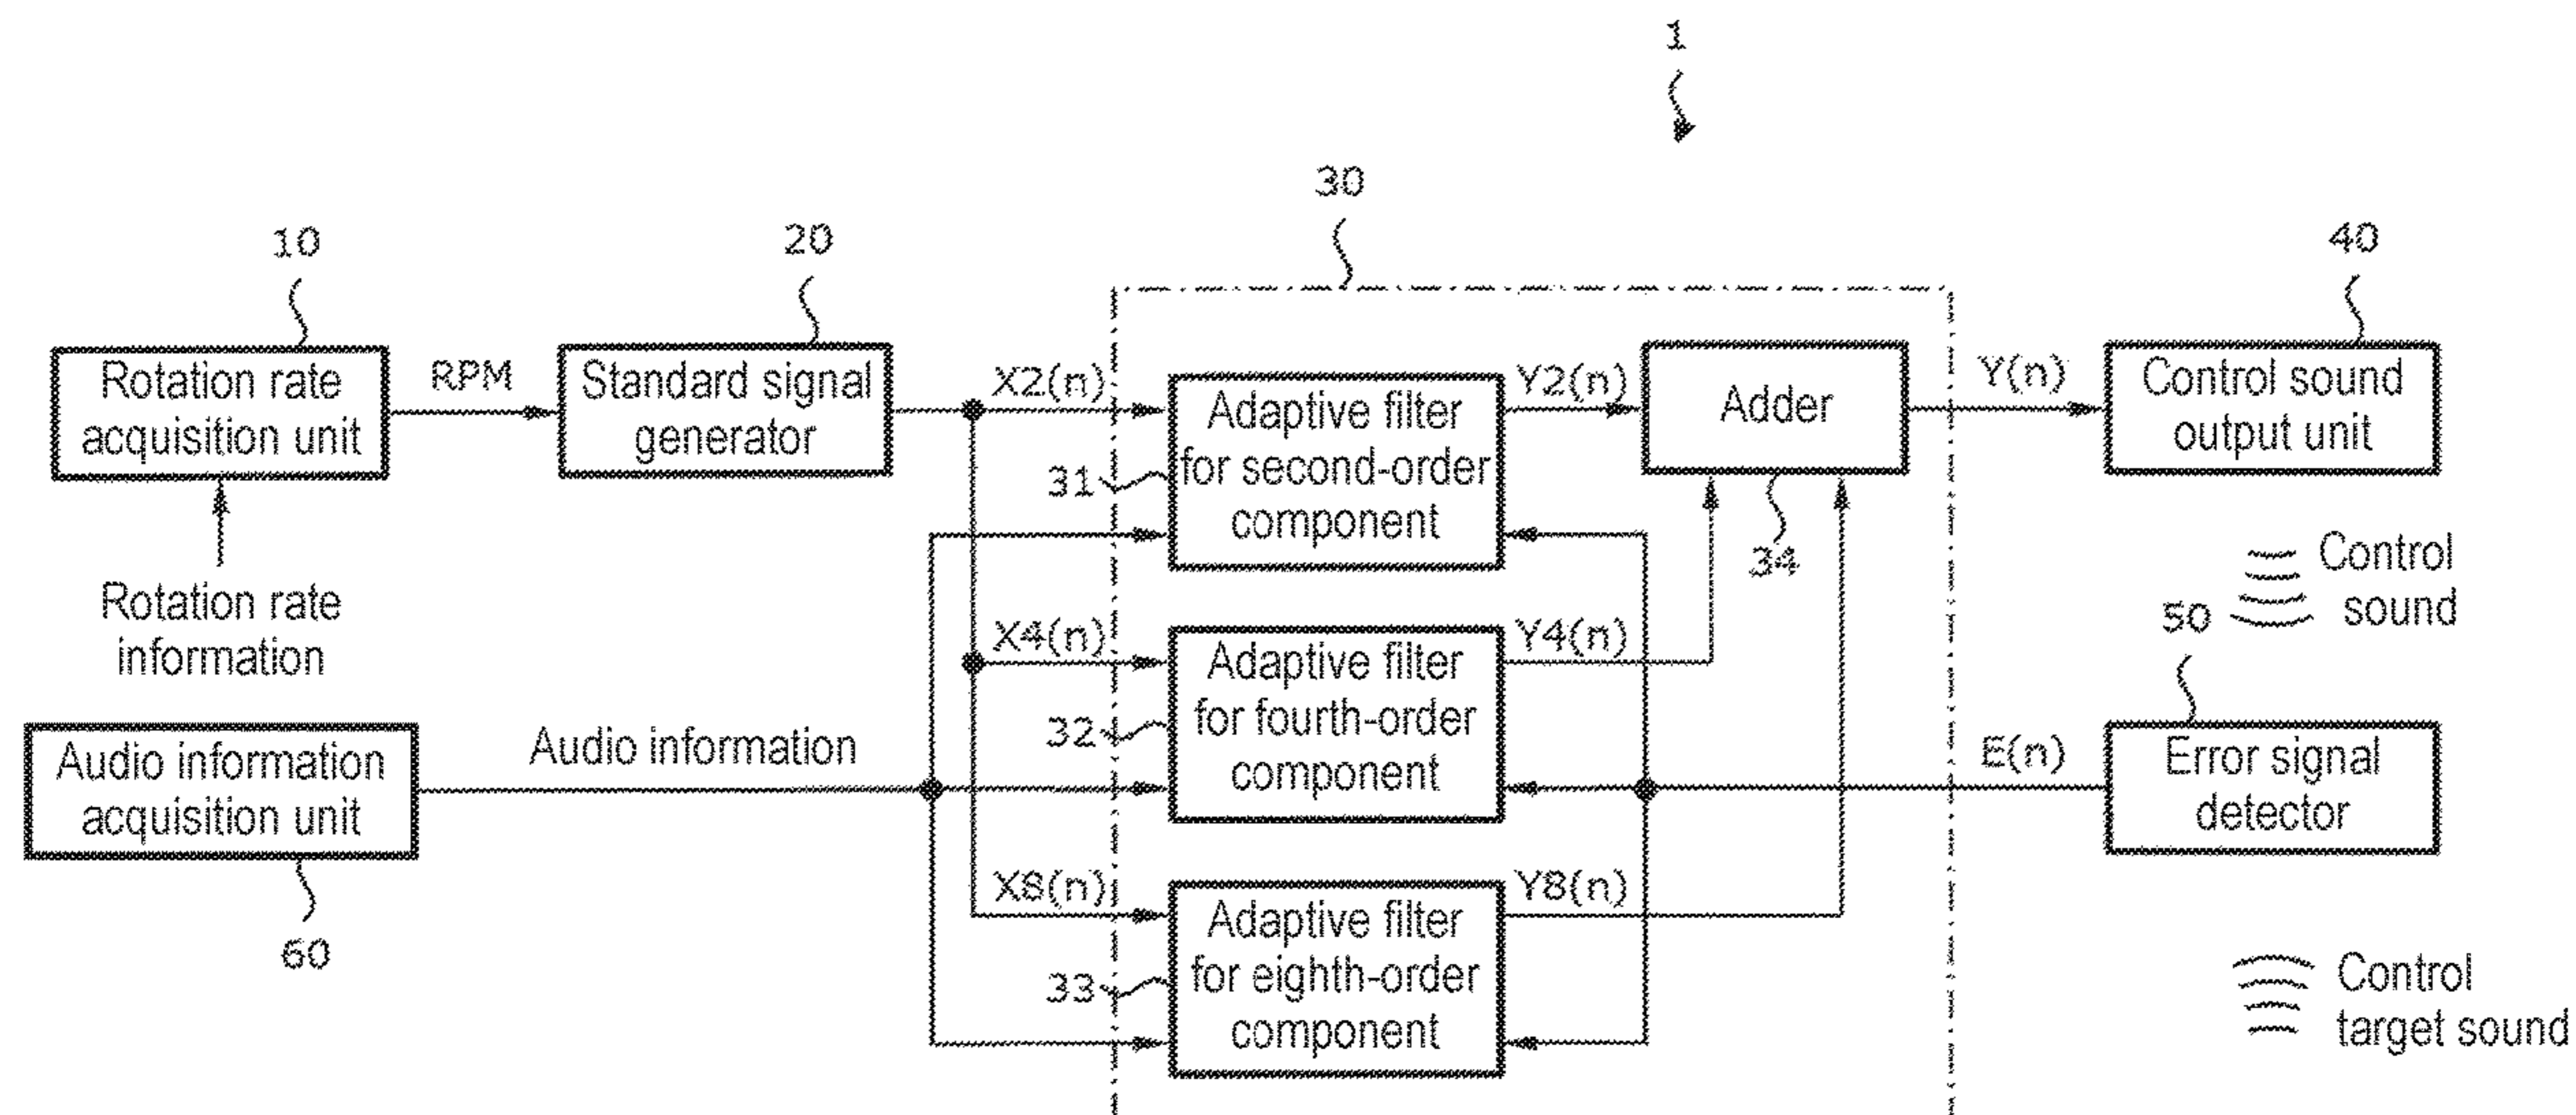 1
30
10
20
40
Rotation rate
acquisition unit
RPM
Standard signal
generator
X2(n)
Adaptive filter
for second-order
component
31
Y2(n)
Adder
34
Y(n)
Control sound
output unit
Rotation rate
information
Control
sound
50
X4(n)
Adaptive filter
for fourth-order
component
32
Y4(n)
Audio information
acquisition unit
60
Audio information
E(n)
Error signal
detector
X8(n)
Adaptive filter
for eighth-order
component
33
Y8(n)
Control
target sound